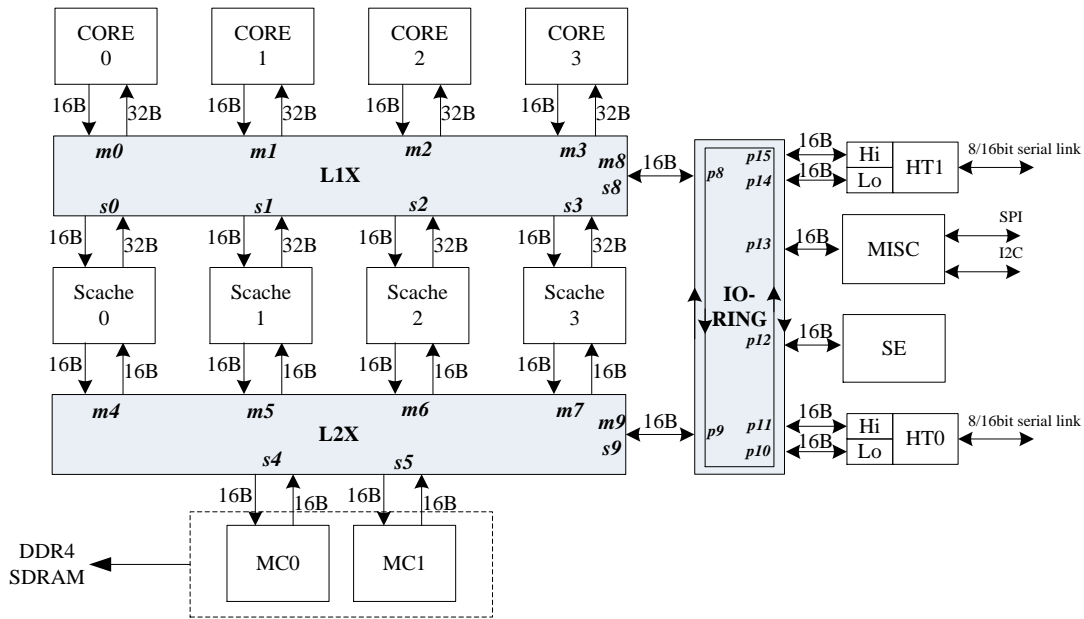 CORE
0
CORE
1
CORE
2
CORE
3
16B
32B
16B
32B
16B
32B
16B
32B
m0
m1
m2
m3
m8
s8
L1X
s0
s1
s2
s3
16B
16B
32B
16B
32B
16B
32B
16B
32B
Scache
0
Scache
1
Scache
2
Scache
3
16B
16B
16B
16B
16B
16B
16B
16B
m4
m5
m6
m7
m9
s9
L2X
s4
s5
16B
16B
16B
16B
16B
MC0
MC1
DDR4
SDRAM
p8
p9
IO-
RING
p15
p14
p13
p12
p11
p10
16B
16B
Hi
Lo
HT1
8/16bit serial link
16B
MISC
SPI
I2C
16B
SE
16B
16B
Hi
Lo
HT0
8/16bit serial link